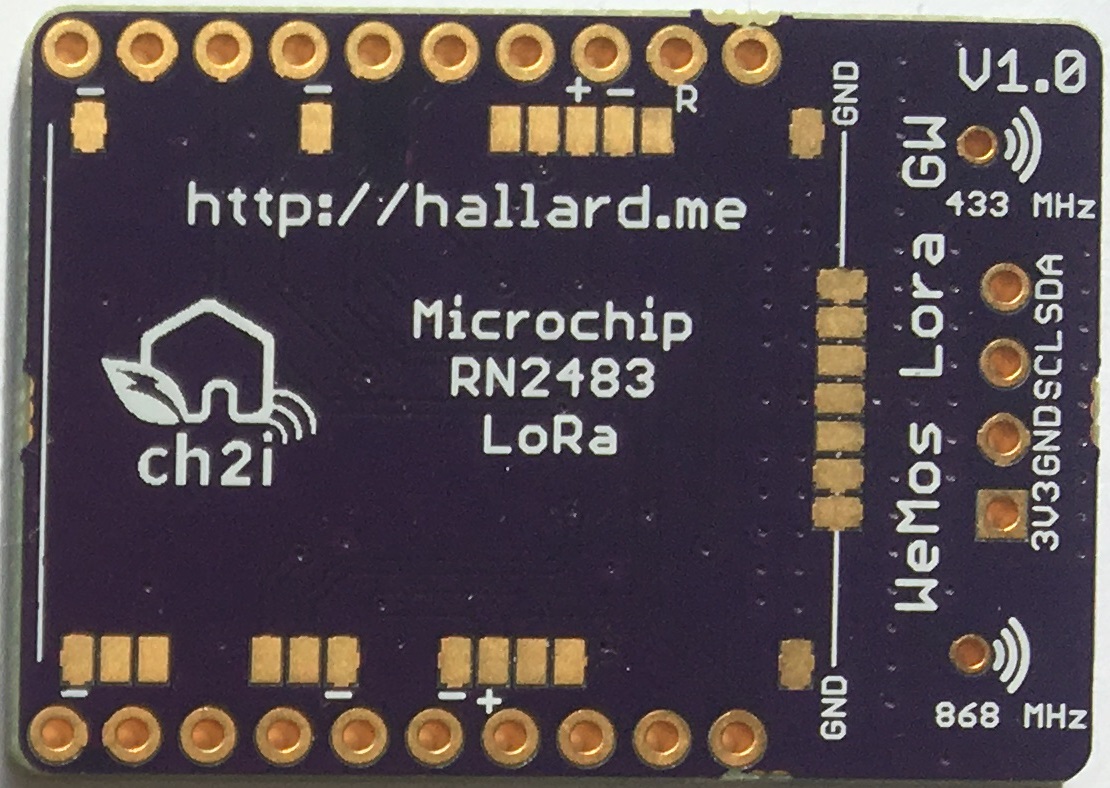 V1.0
+ –
R
GND
http://hallard.me
433 MHz
WeMos Lora GW
Microchip
RN2483
LoRa
ch2i
SDA
SCL
GND
3V3
– +
GND
868 MHz